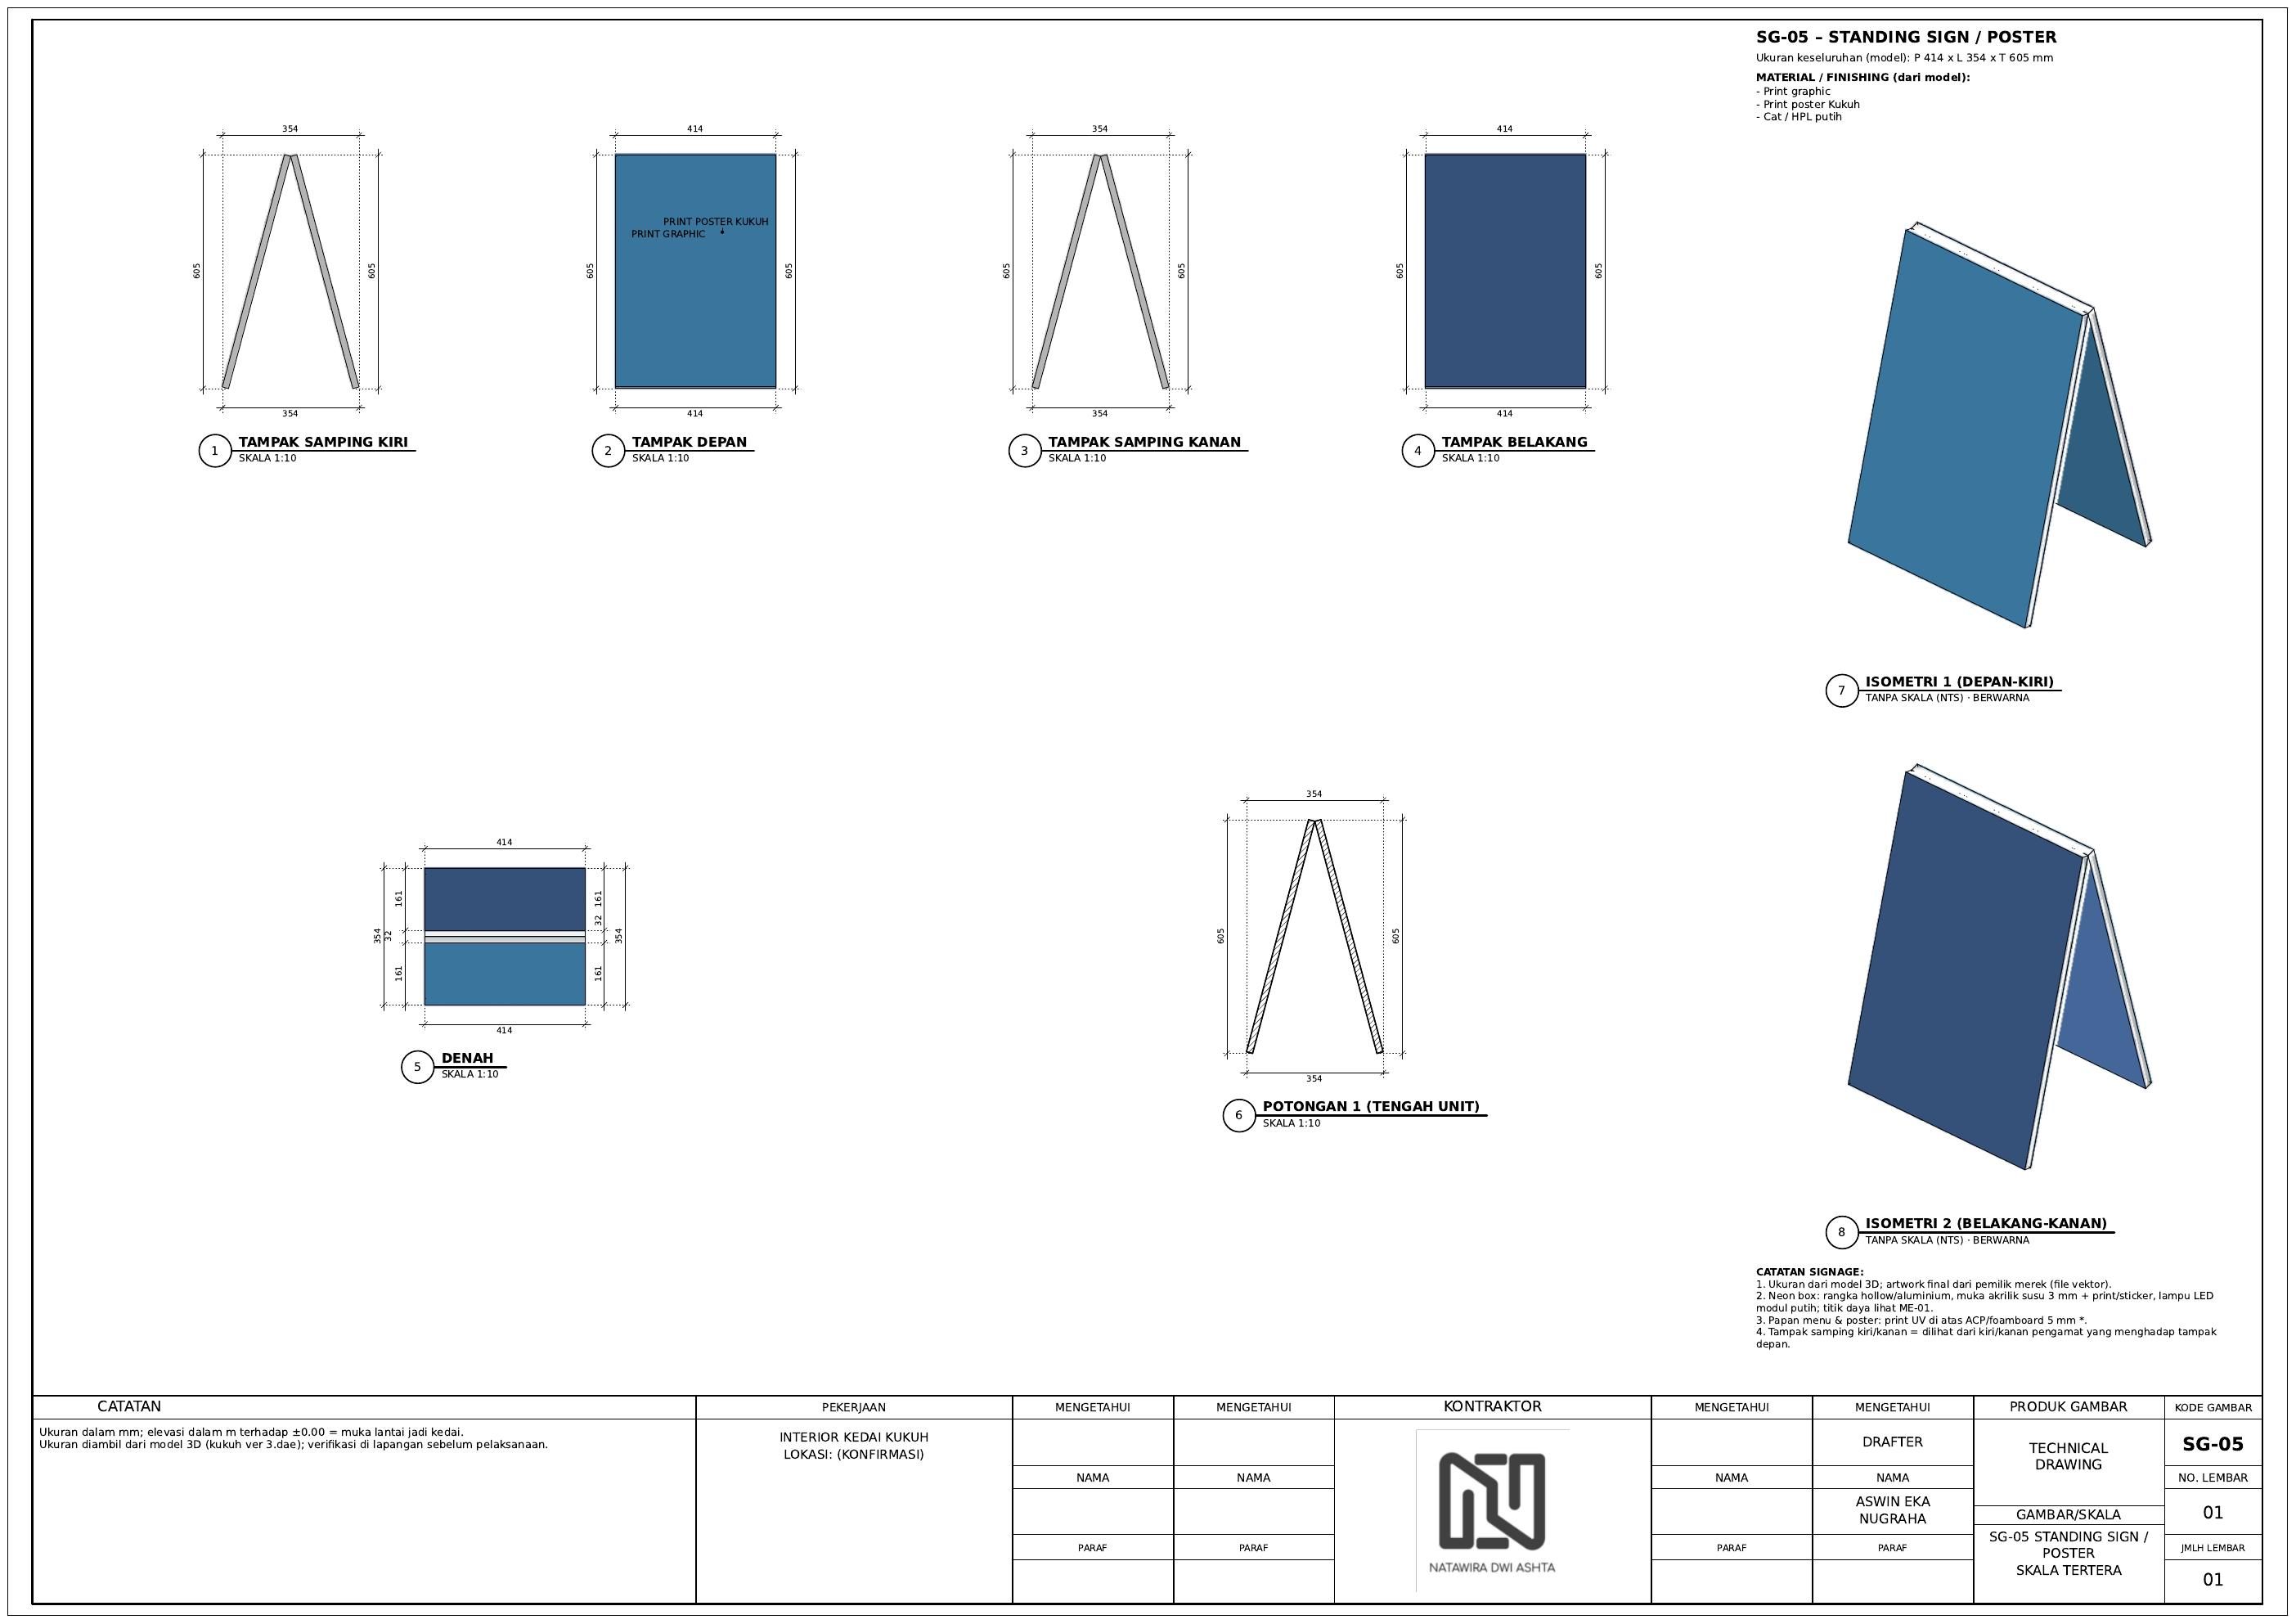 SG-05 – STANDING SIGN / POSTER
Ukuran keseluruhan (model): P 414 x L 354 x T 605 mm
MATERIAL / FINISHING (dari model):
- Print graphic
- Print poster Kukuh
- Cat / HPL putih
354
605
605
354
1
TAMPAK SAMPING KIRI
SKALA 1:10
414
605
PRINT POSTER KUKUH
PRINT GRAPHIC
605
414
2
TAMPAK DEPAN
SKALA 1:10
354
605
605
354
3
TAMPAK SAMPING KANAN
SKALA 1:10
414
605
605
414
4
TAMPAK BELAKANG
SKALA 1:10
7
ISOMETRI 1 (DEPAN-KIRI)
TANPA SKALA (NTS) · BERWARNA
414
161
161
32
354
32
354
161
161
414
5
DENAH
SKALA 1:10
354
605
605
354
6
POTONGAN 1 (TENGAH UNIT)
SKALA 1:10
8
ISOMETRI 2 (BELAKANG-KANAN)
TANPA SKALA (NTS) · BERWARNA
CATATAN SIGNAGE:
1. Ukuran dari model 3D; artwork final dari pemilik merek (file vektor).
2. Neon box: rangka hollow/aluminium, muka akrilik susu 3 mm + print/sticker, lampu LED
modul putih; titik daya lihat ME-01.
3. Papan menu & poster: print UV di atas ACP/foamboard 5 mm *.
4. Tampak samping kiri/kanan = dilihat dari kiri/kanan pengamat yang menghadap tampak
depan.
CATATAN
Ukuran dalam mm; elevasi dalam m terhadap ±0.00 = muka lantai jadi kedai.
Ukuran diambil dari model 3D (kukuh ver 3.dae); verifikasi di lapangan sebelum pelaksanaan.
PEKERJAAN
INTERIOR KEDAI KUKUH
LOKASI: (KONFIRMASI)
MENGETAHUI
NAMA
PARAF
MENGETAHUI
NAMA
PARAF
KONTRAKTOR
NATAWIRA DWI ASHTA
MENGETAHUI
NAMA
PARAF
MENGETAHUI
DRAFTER
NAMA
ASWIN EKA
NUGRAHA
PARAF
PRODUK GAMBAR
TECHNICAL
DRAWING
GAMBAR/SKALA
SG-05 STANDING SIGN /
POSTER
SKALA TERTERA
KODE GAMBAR
SG-05
NO. LEMBAR
01
JMLH LEMBAR
01